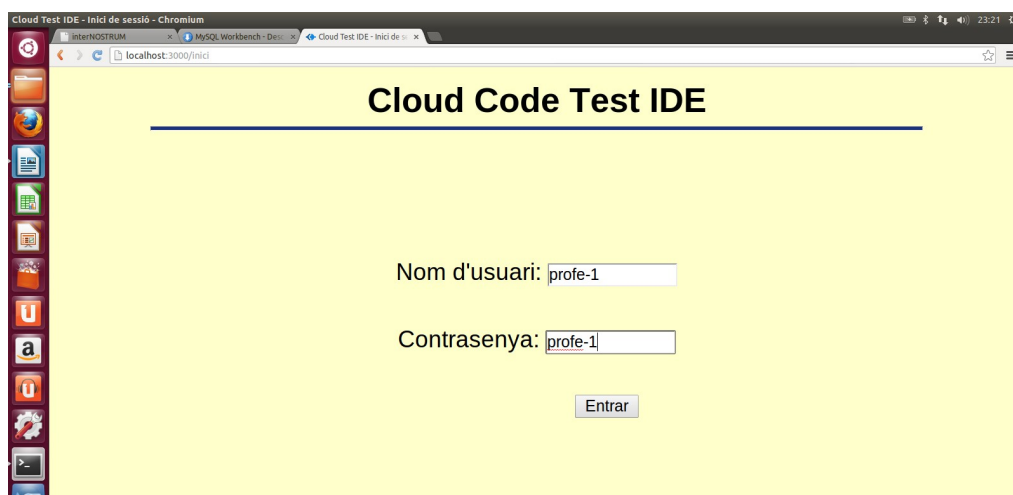 Cloud Test IDE - Inici de sessió - Chromium
23:21
interNOSTRUM
MySQL Workbench - Des
Cloud Test IDE - Inici de se
localhost:3000/inici
Cloud Code Test IDE
Nom d'usuari: profe-1
Contrasenya: profe-1
Entrar